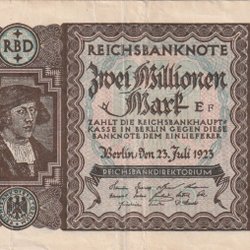 RBD
REICHSBANKNOTE
Zwei Millionen
Mark
EF
ZAHLT DIE REICHSBANKHAUPT-
KASSE IN BERLIN GEGEN DIESE
BANKNOTE DEM EINLIEFERER
Berlin, den 23. Juli 1923
REICHSBANKDIREKTORIUM